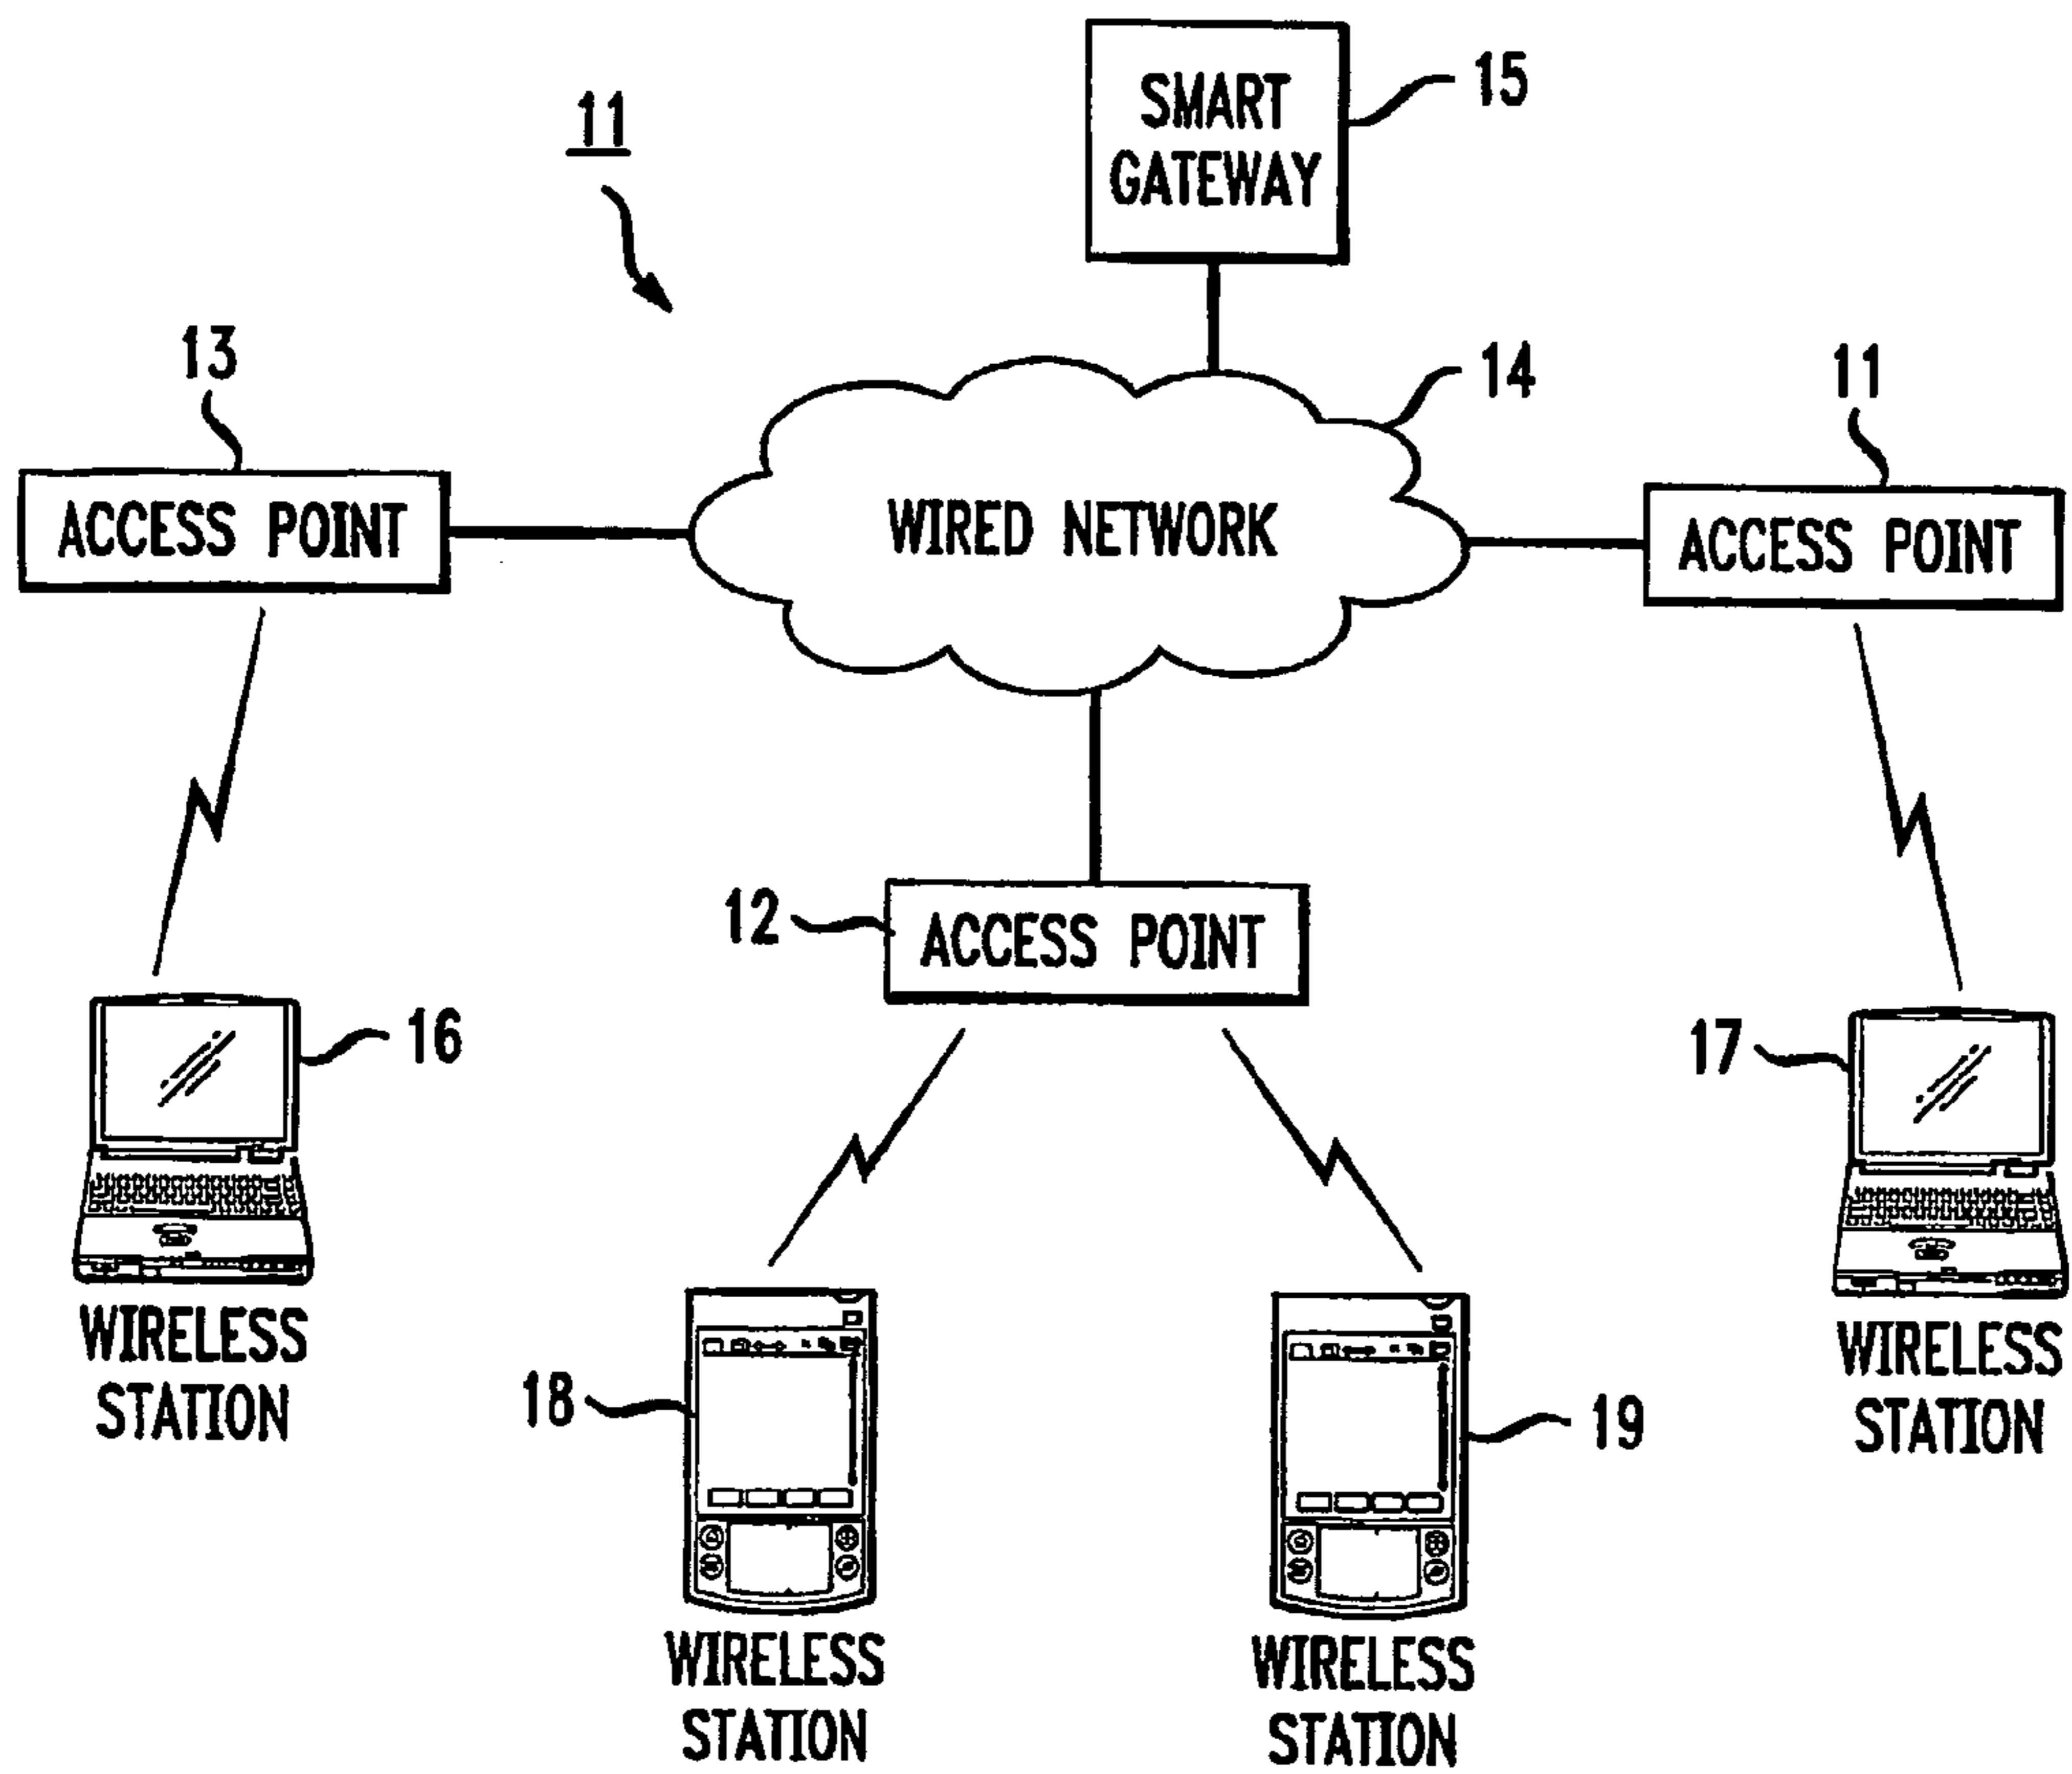 SMART
GATEWAY
15
11
13
14
11
ACCESS POINT
WIRED NETWORK
ACCESS POINT
12
ACCESS POINT
16
17
WIRELESS
STATION
18
19
WIRELESS
STATION
WIRELESS
STATION
WIRELESS
STATION